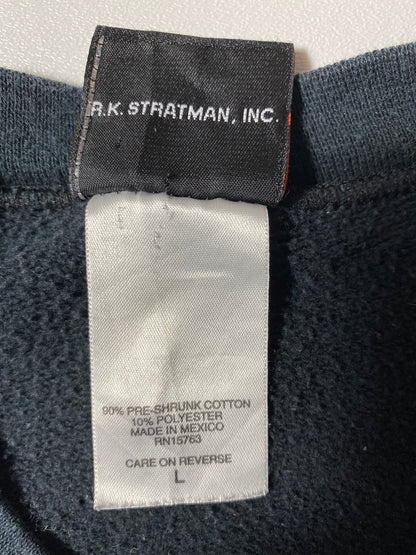 R.K. STRATMAN, INC.
90% PRE-SHRUNK COTTON
10% POLYESTER
MADE IN MEXICO
RN15763
CARE ON REVERSE
L